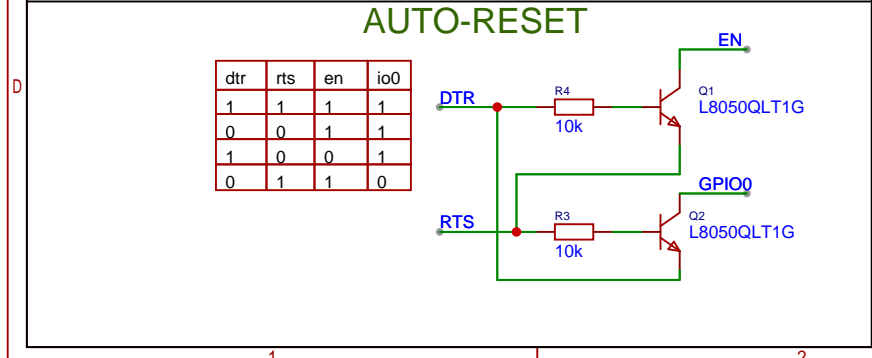 AUTO-RESET
D
dtr rts en io0
1 1 1 1
0 0 1 1
1 0 0 1
0 1 1 0
EN
DTR
R4
10k
Q1
L8050QLT1G
GPIO0
RTS
R3
10k
Q2
L8050QLT1G
1
2